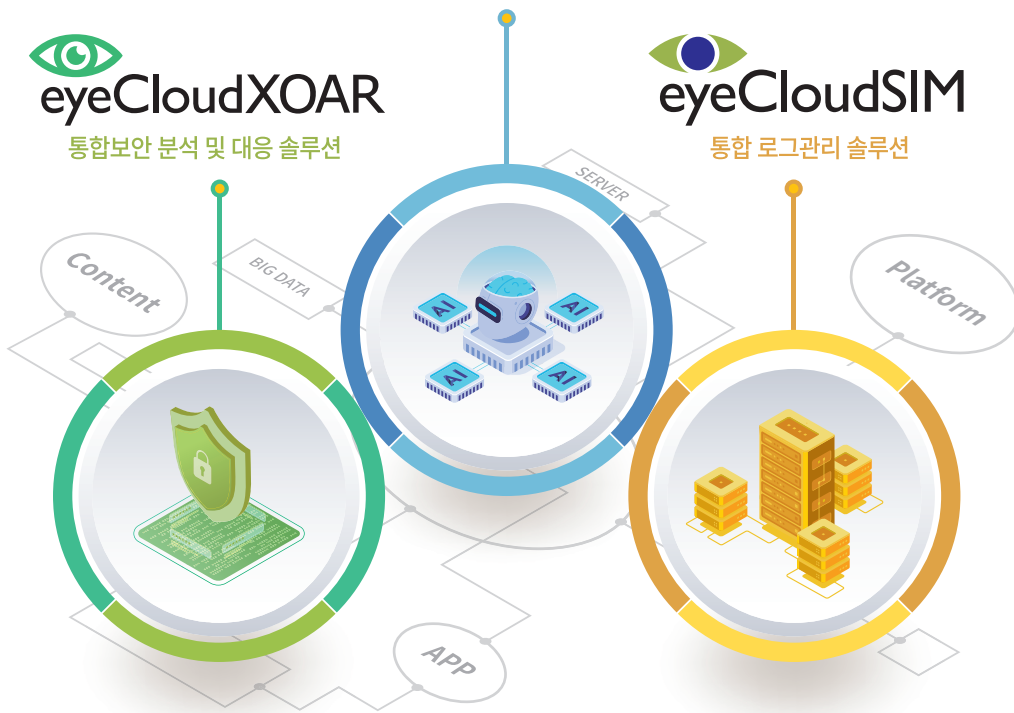 eyeCloudXOAR
통합보안 분석 및 대응 솔루션
eyeCloudSIM
통합 로그관리 솔루션
SERVER
Content
BIG DATA
Platform
AI
AI
AI
AI
APP